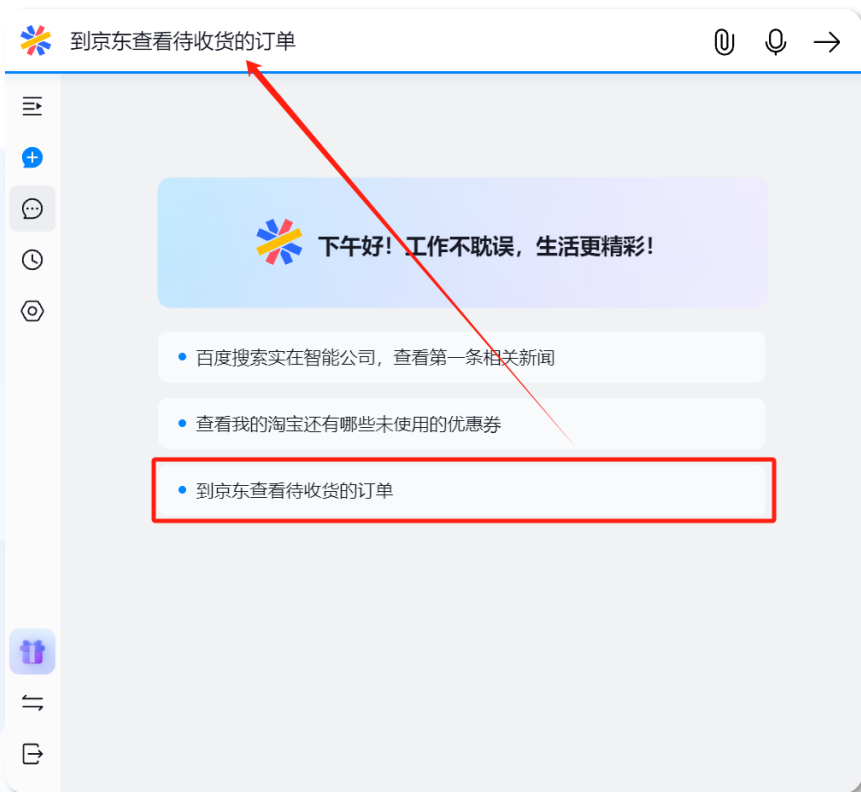 到京东查看待收货的订单
下午好！工作不耽误，生活更精彩！
百度搜索实在智能公司，查看第一条相关新闻
查看我的淘宝还有哪些未使用的优惠券
到京东查看待收货的订单